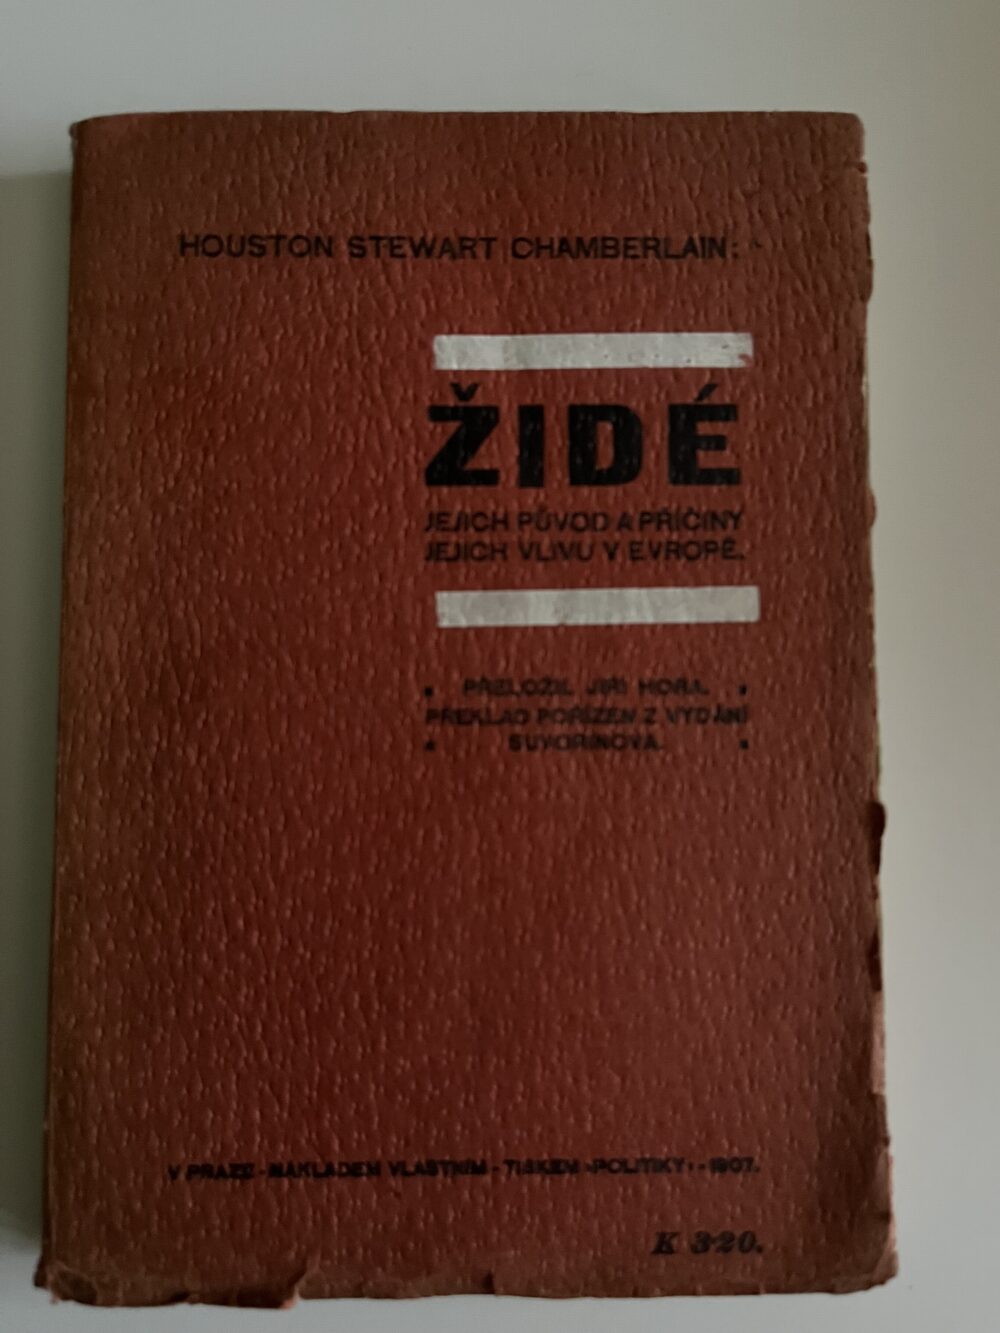 HOUSTON STEWART CHAMBERLAIN:
ŽIDÉ
JEJICH PŮVOD A PŘÍČINY
JEJICH VLIVU V EVROPĚ.
PŘELOŽIL JIŘÍ HORA.
PŘEKLAD POŘÍZEN Z VYDÁNÍ
SUVORINOVA.
V PRAZE - NÁKLADEM VLASTNÍM - TISKEM »POLITIKY« - 1907.
K 3·20.